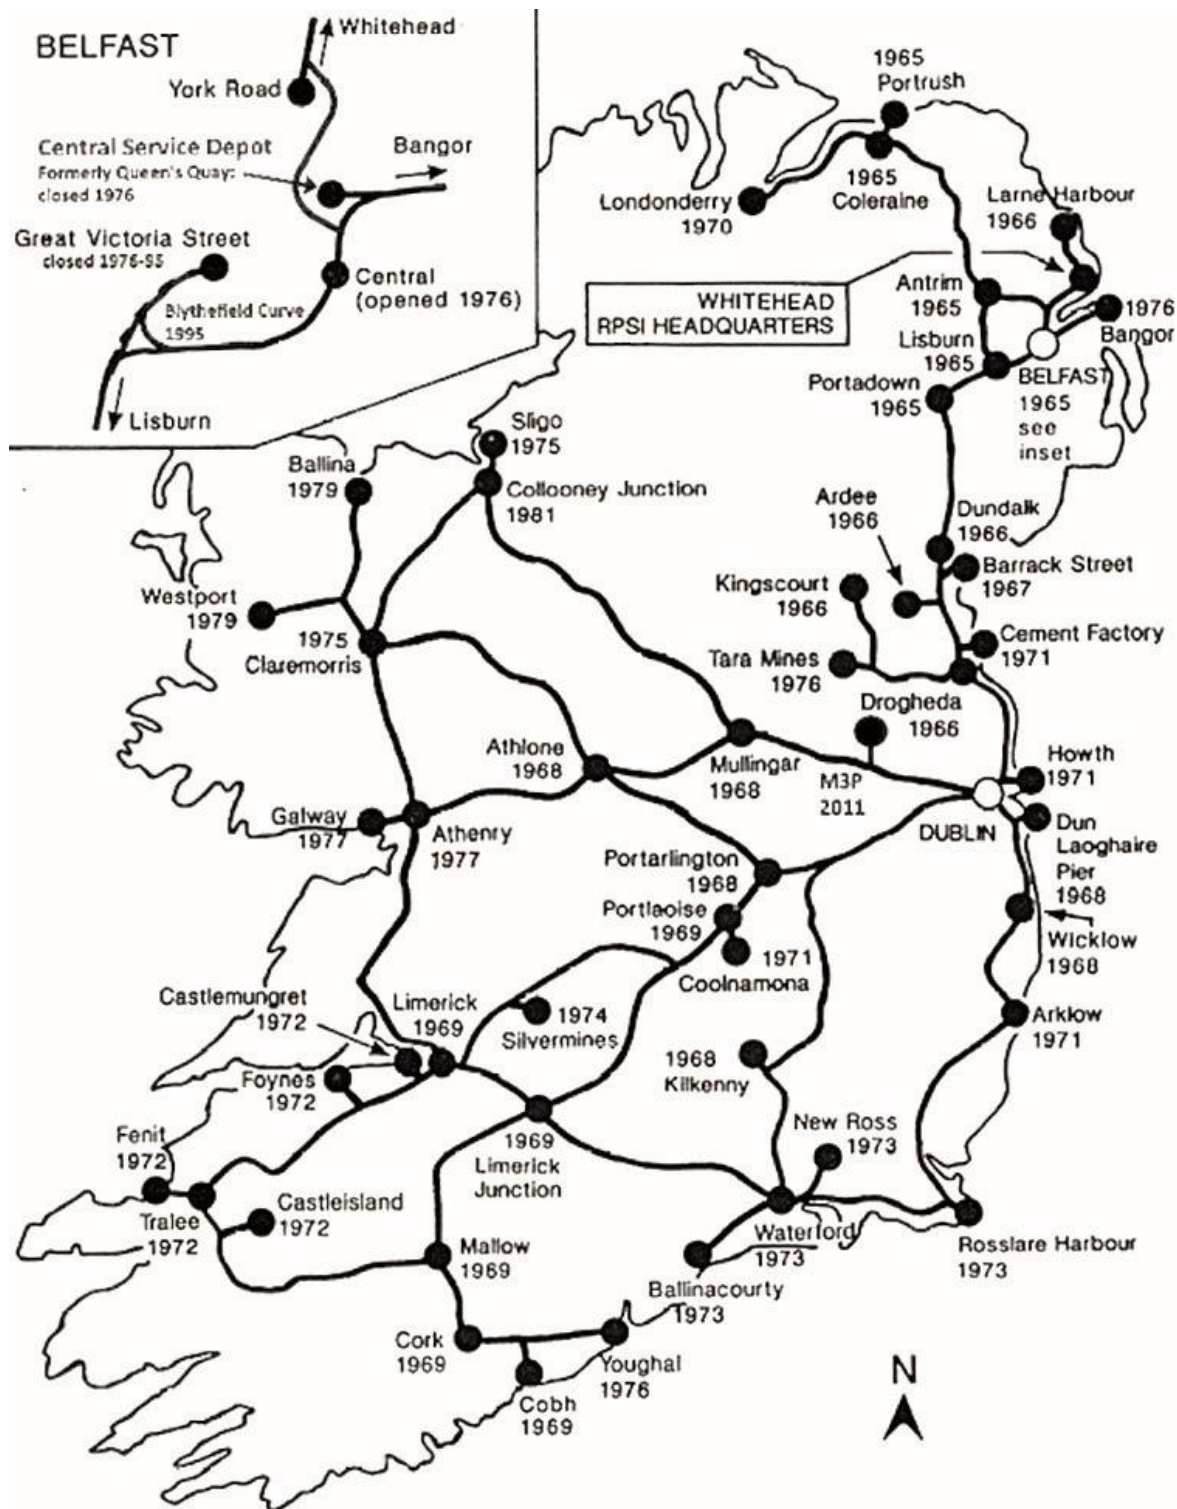 BELFAST
Whitehead
York Road
Central Service Depot
Formerly Queen's Quay:
closed 1976
Bangor
Great Victoria Street
closed 1976-95
Central
(opened 1976)
Blythefield Curve
1995
Lisburn
1965
Portrush
Londonderry
1970
1965
Coleraine
Larne Harbour
1966
WHITEHEAD
RPSI HEADQUARTERS
Antrim
1965
1976
Bangor
Lisburn
1965
Portadown
1965
BELFAST
1965
see
inset
Sligo
1975
Ballina
1979
Collooney Junction
1981
Ardee
1966
Dundalk
1966
Barrack Street
1967
Kingscourt
1966
Westport
1979
1975
Claremorris
Cement Factory
1971
Tara Mines
1976
Drogheda
1966
Athlone
1968
Mullingar
1968
M3P
2011
Howth
1971
DUBLIN
Dun
Laoghaire
Pier
1968
Galway
1977
Athenry
1977
Portarlington
1968
Portlaoise
1969
1971
Coolnamona
Wicklow
1968
Castlemungret
1972
Limerick
1969
1974
Silvermines
Arklow
1971
Foynes
1972
1968
Kilkenny
New Ross
1973
Fenit
1972
1969
Limerick
Junction
Castleisland
1972
Tralee
1972
Waterford
1973
Rosslare Harbour
1973
Mallow
1969
Ballinacourty
1973
Cork
1969
Youghal
1976
Cobh
1969
N